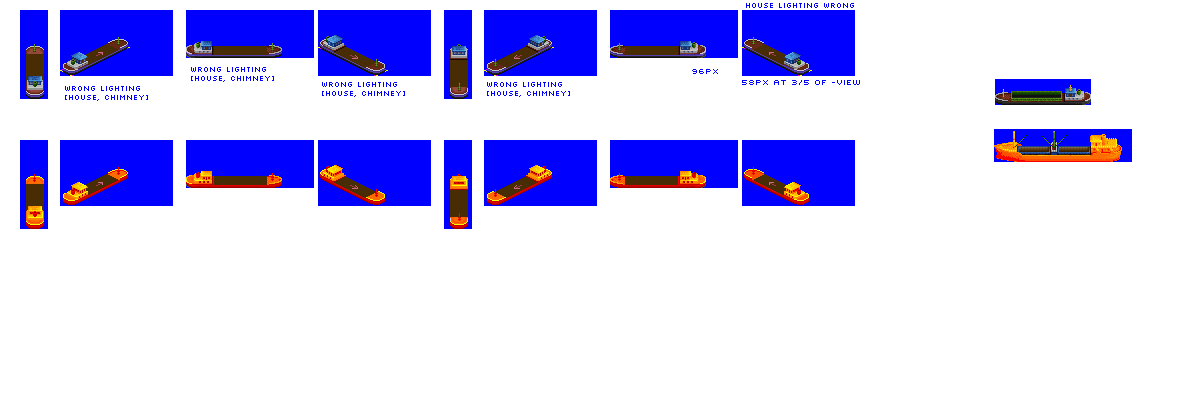 HOUSE LIGHTING WRONG
WRONG LIGHTING
[HOUSE, CHIMNEY]
WRONG LIGHTING
[HOUSE, CHIMNEY]
WRONG LIGHTING
[HOUSE, CHIMNEY]
WRONG LIGHTING
[HOUSE, CHIMNEY]
96PX
58PX AT 3/5 OF -VIEW